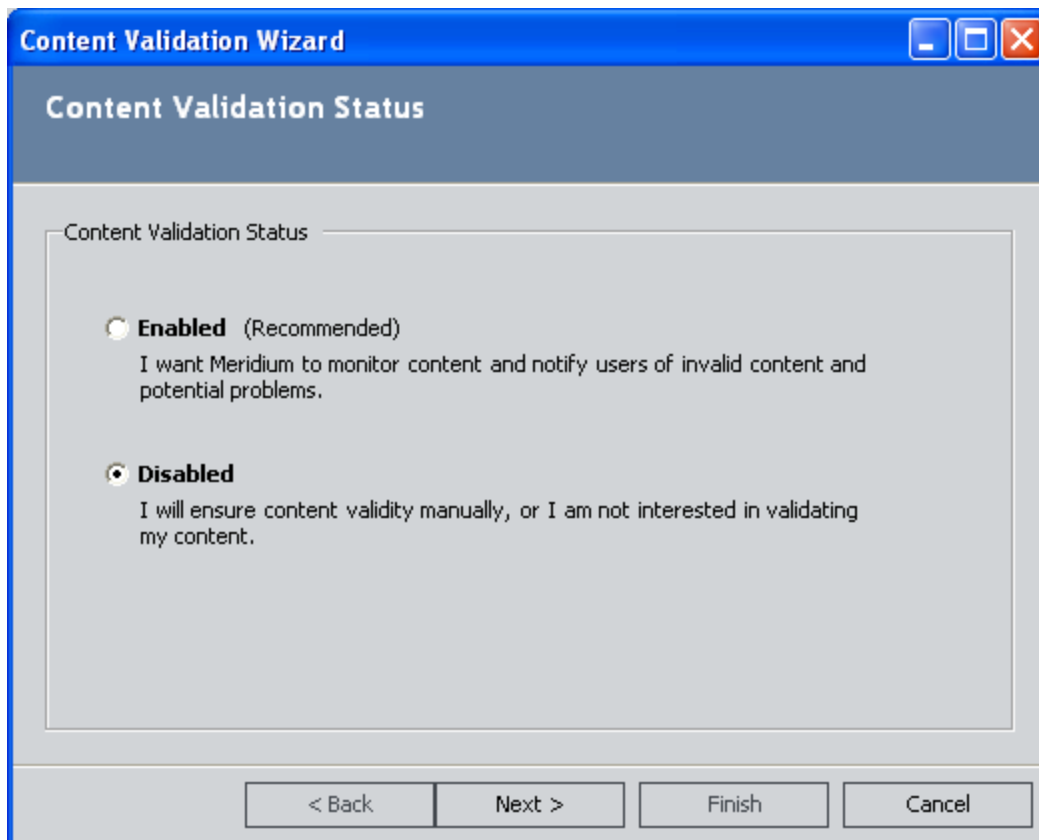 Content Validation Wizard
Content Validation Status
Content Validation Status
Enabled (Recommended)
I want Meridium to monitor content and notify users of invalid content and
potential problems.
Disabled
I will ensure content validity manually, or I am not interested in validating
my content.
< Back Next > Finish Cancel